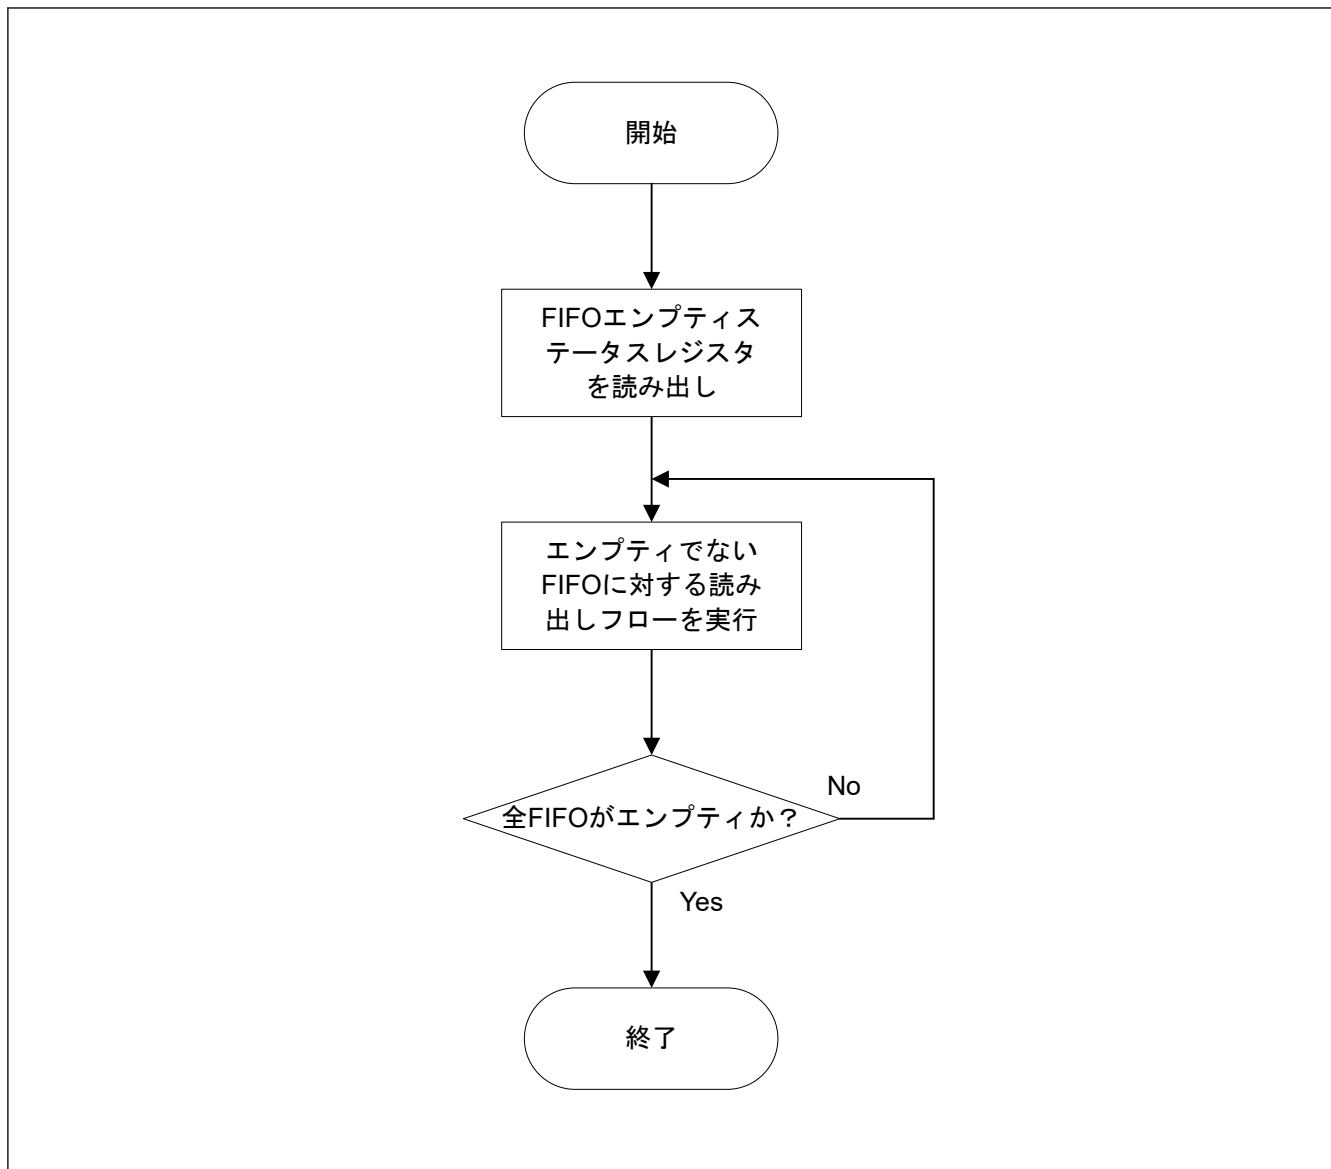 開始
FIFOエンプティス
テータスレジスタ
を読み出し
エンプティでない
FIFOに対する読み
出しフローを実行
No
全FIFOがエンプティか？
Yes
終了